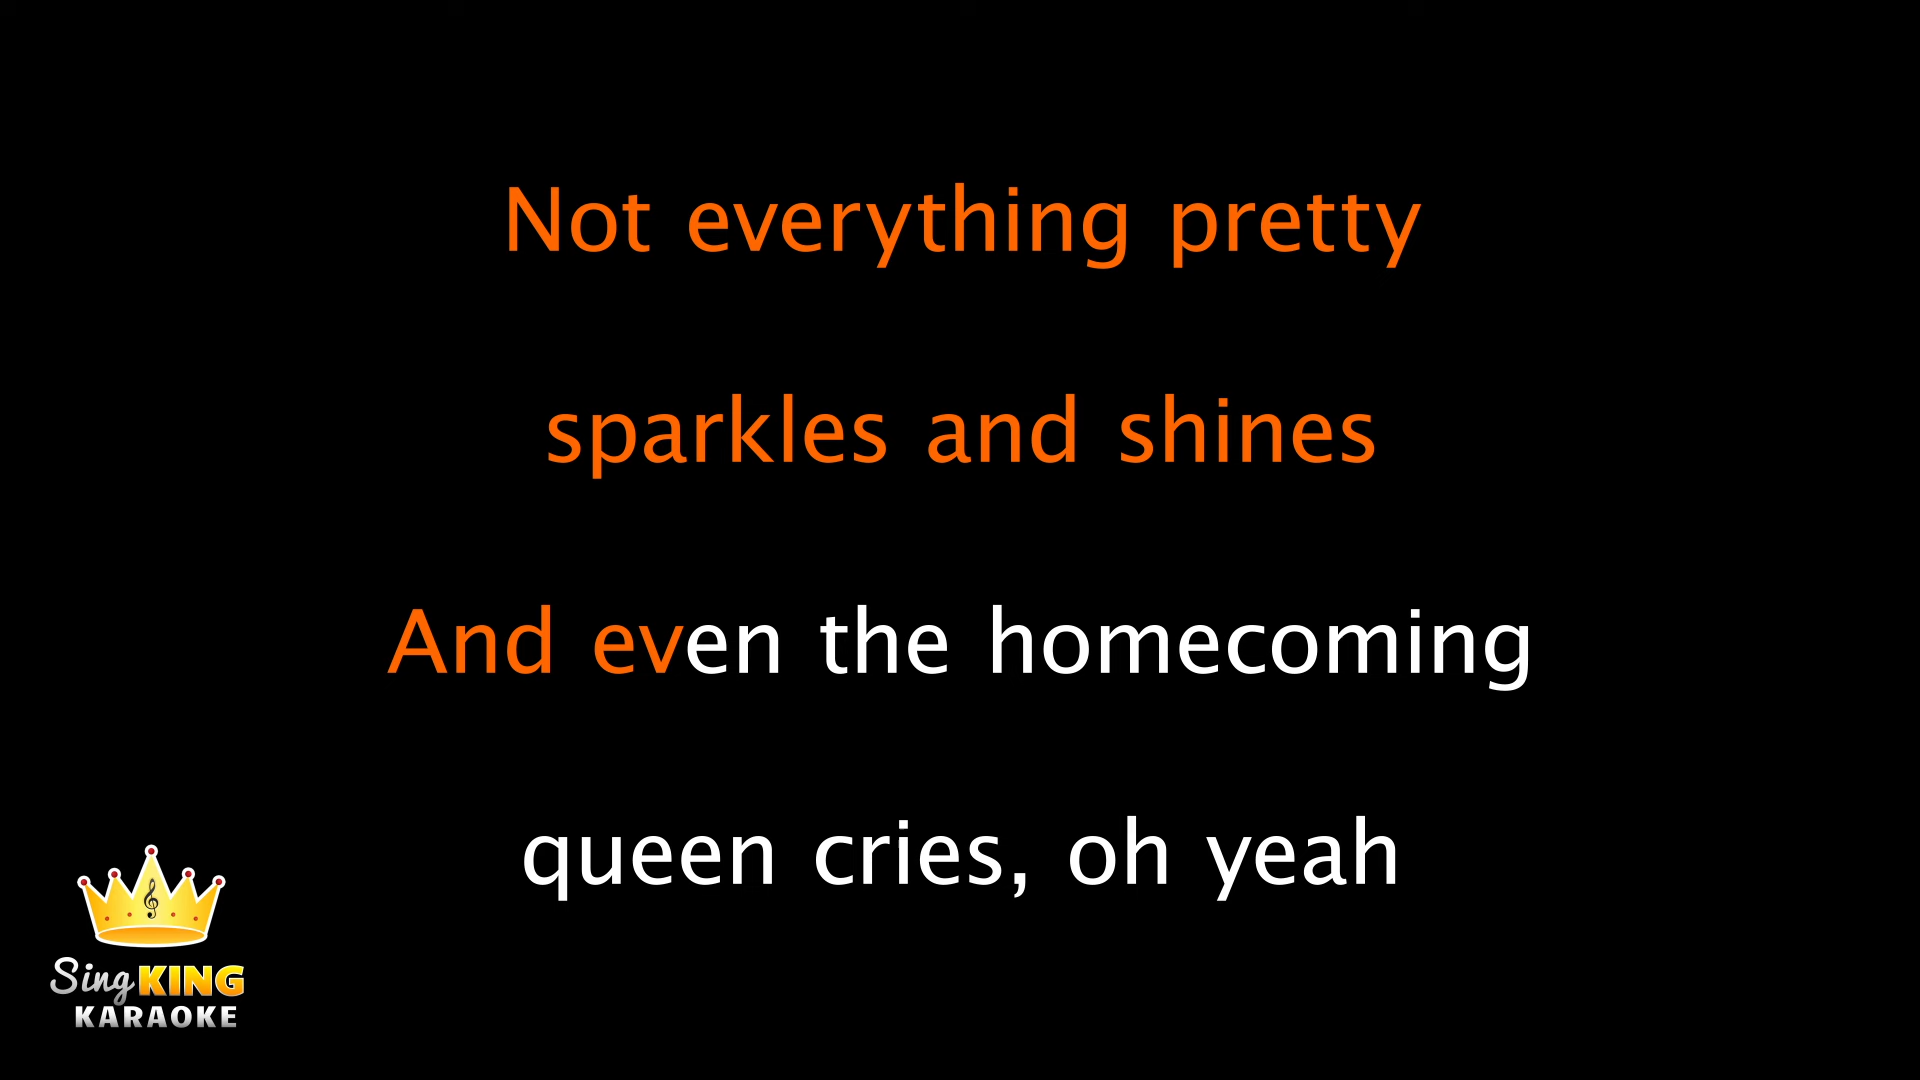 Not everything pretty
sparkles and shines
And even the homecoming
queen cries, oh yeah
Sing KING
KARAOKE